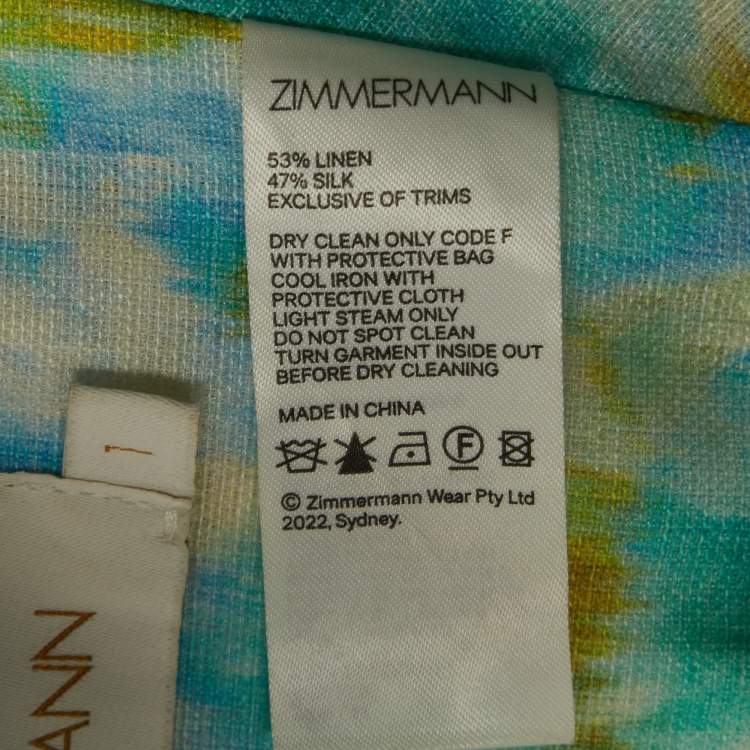 ZIMMERMANN
53% LINEN
47% SILK
EXCLUSIVE OF TRIMS
DRY CLEAN ONLY CODE F
WITH PROTECTIVE BAG
COOL IRON WITH
PROTECTIVE CLOTH
LIGHT STEAM ONLY
DO NOT SPOT CLEAN
TURN GARMENT INSIDE OUT
BEFORE DRY CLEANING
MADE IN CHINA
F
© Zimmermann Wear Pty Ltd
2022, Sydney.
1
ANN